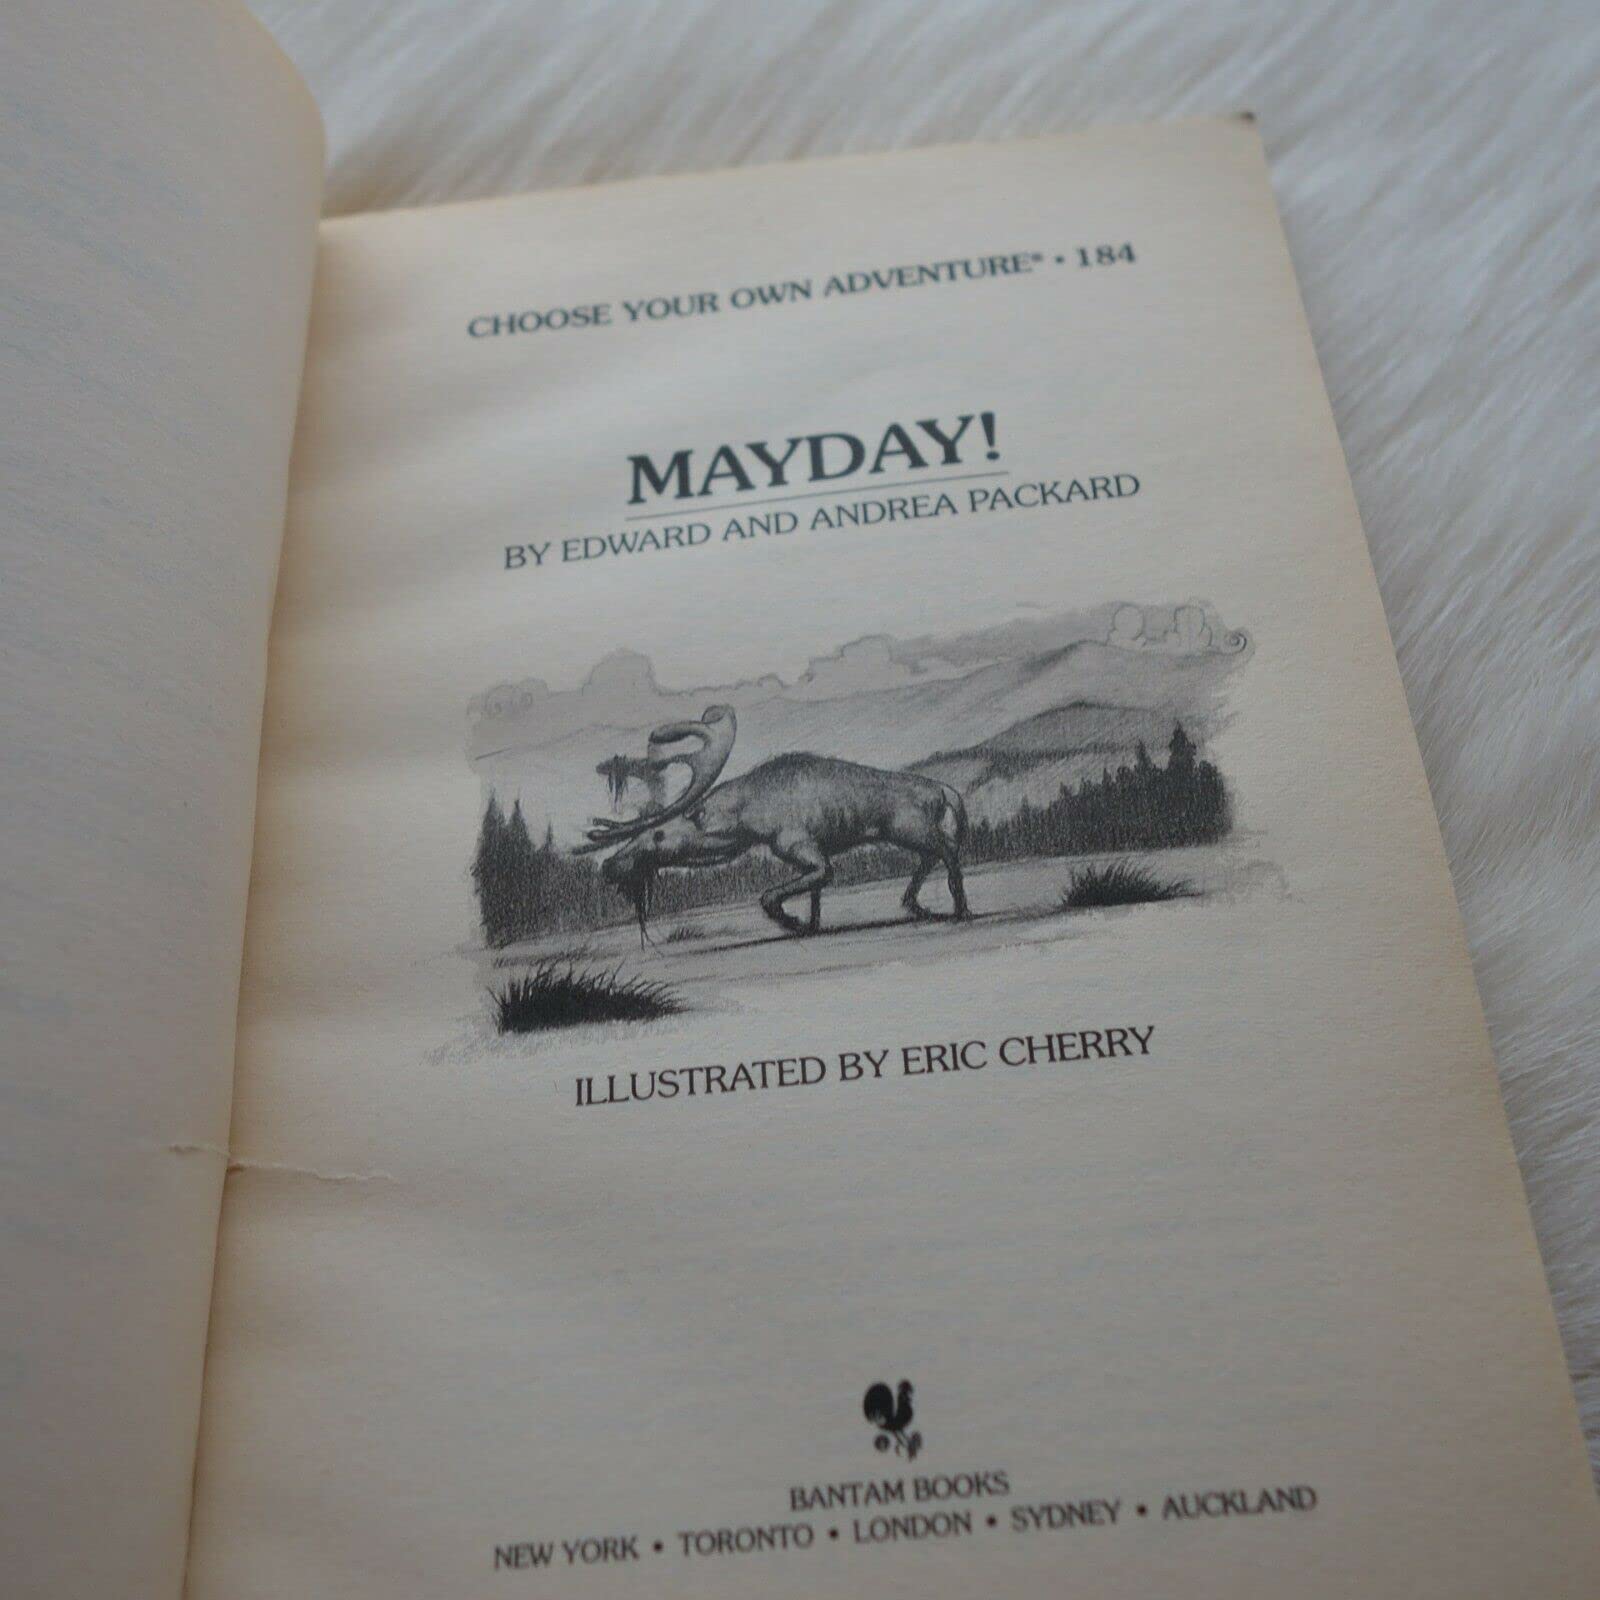 CHOOSE YOUR OWN ADVENTURE® • 184
MAYDAY!
BY EDWARD AND ANDREA PACKARD
ILLUSTRATED BY ERIC CHERRY
BANTAM BOOKS
NEW YORK • TORONTO • LONDON • SYDNEY • AUCKLAND